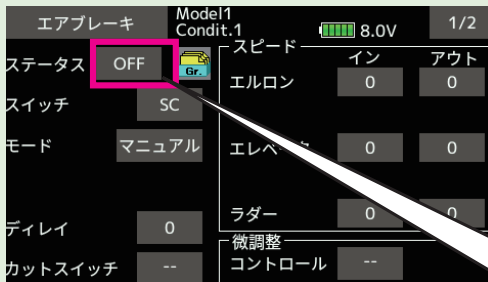 エアブレーキ
Model1
Condit.1
8.0V
1/2
ステータス OFF
Gr.
スイッチ SC
モード マニュアル
ディレイ 0
カットスイッチ --
スピード
イン アウト
エルロン 0 0
0 0
ラダー 0 0
微調整
コントロール --